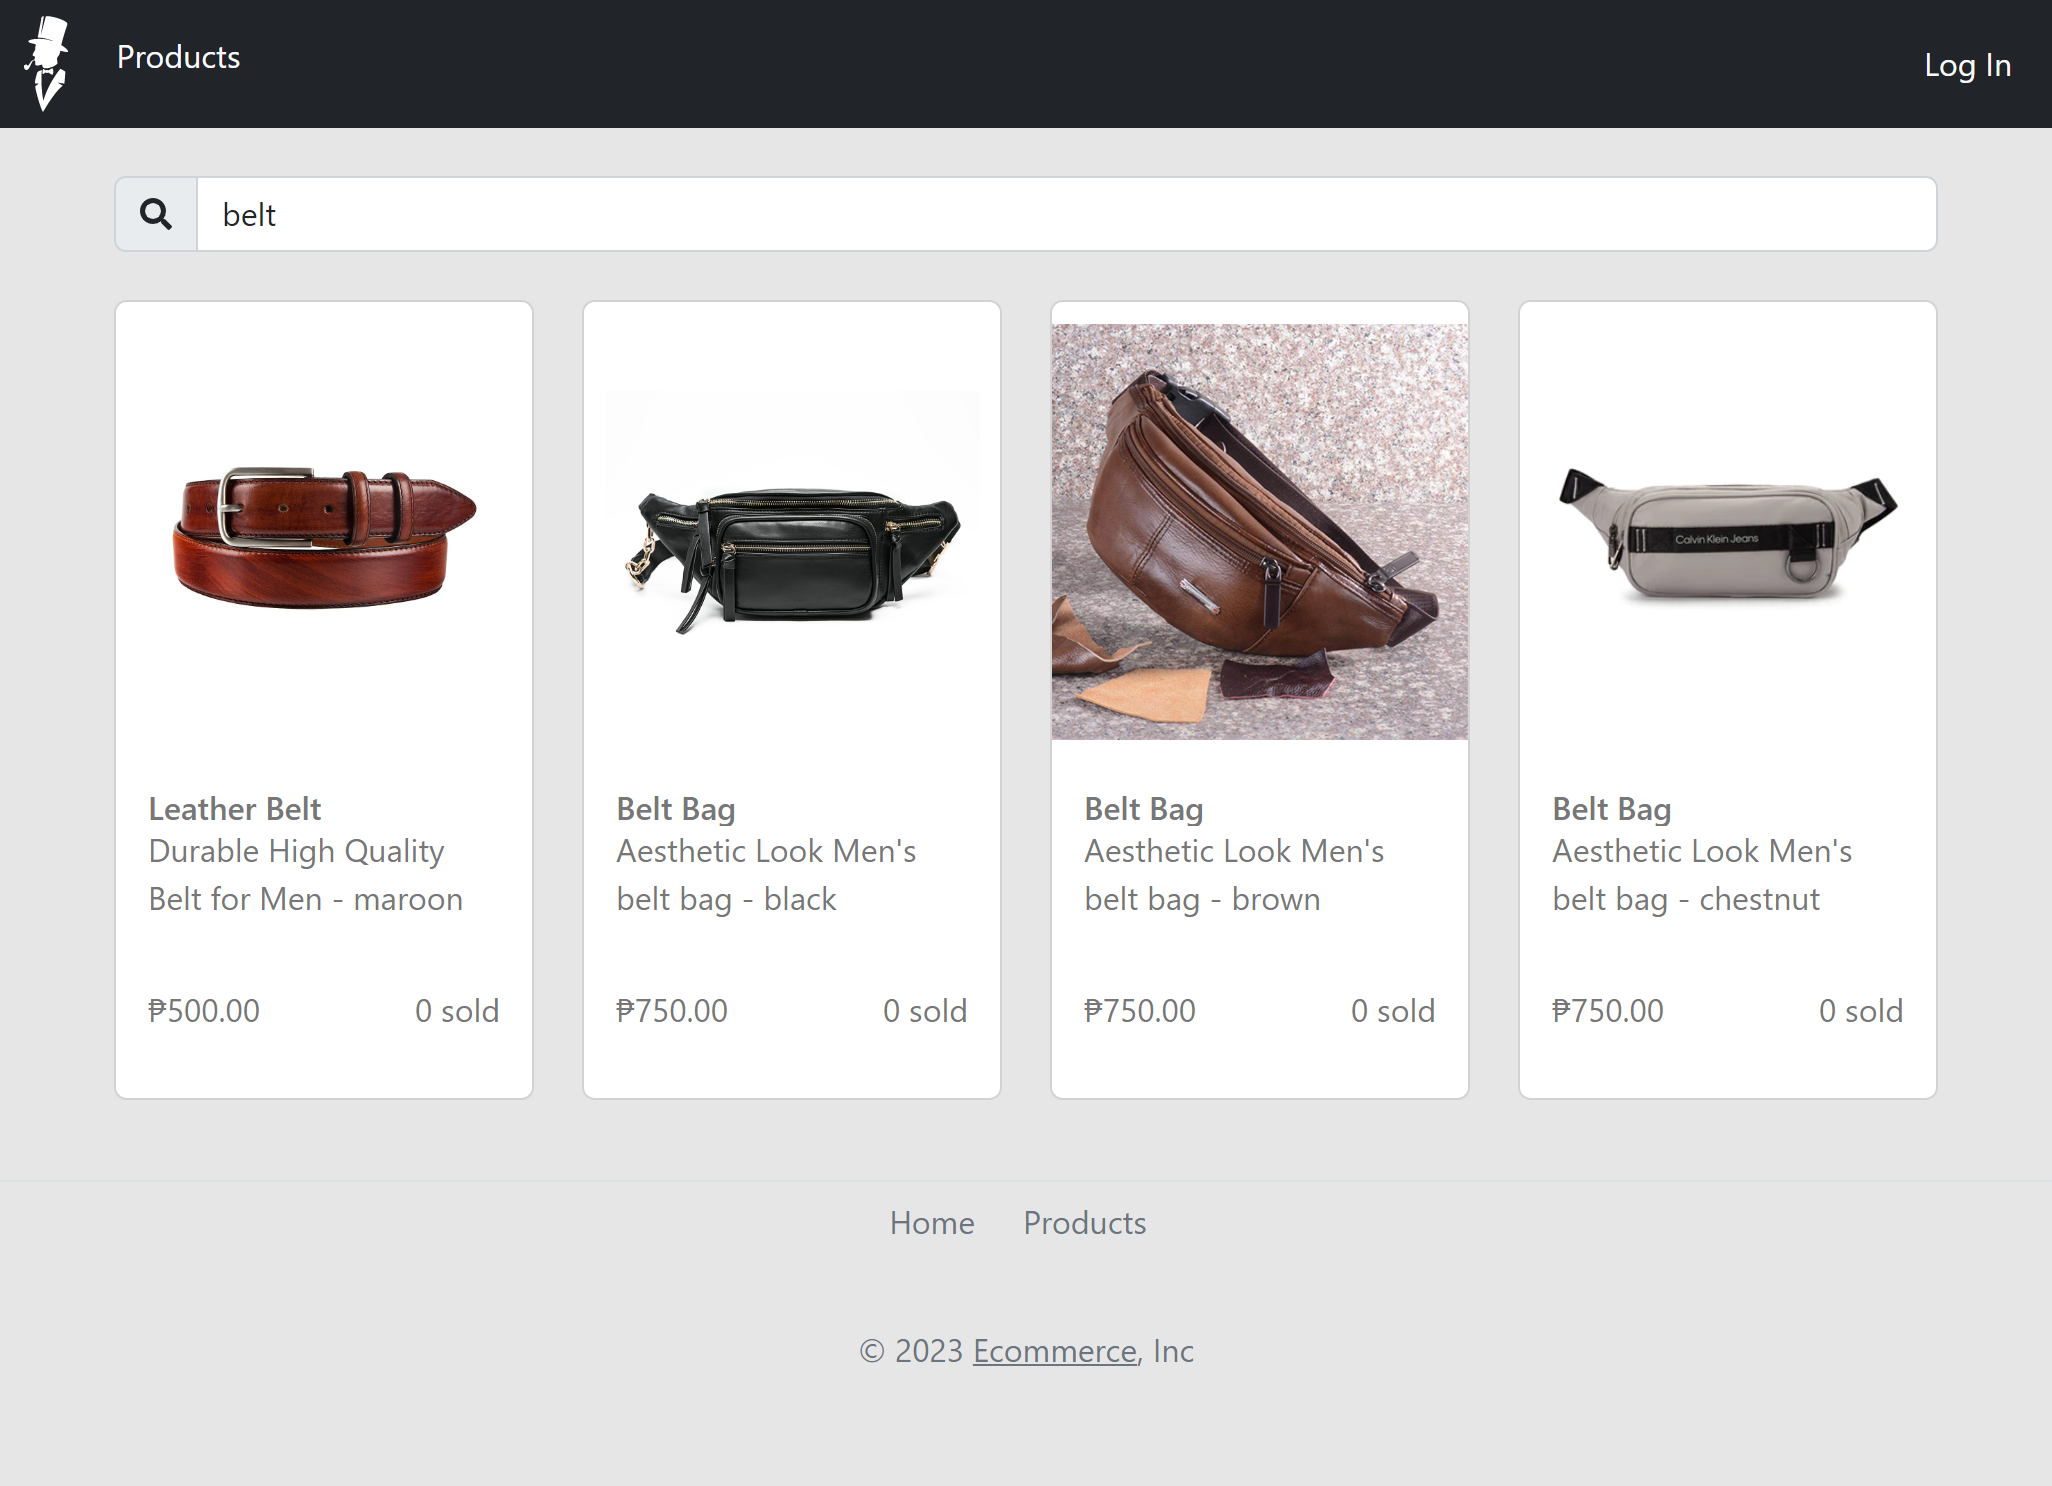 Products
Log In
belt
Calvin Klein Jeans
Leather Belt
Durable High Quality
Belt for Men - maroon
₱500.00 0 sold
Belt Bag
Aesthetic Look Men's
belt bag - black
₱750.00 0 sold
Belt Bag
Aesthetic Look Men's
belt bag - brown
₱750.00 0 sold
Belt Bag
Aesthetic Look Men's
belt bag - chestnut
₱750.00 0 sold
Home Products
© 2023 Ecommerce, Inc